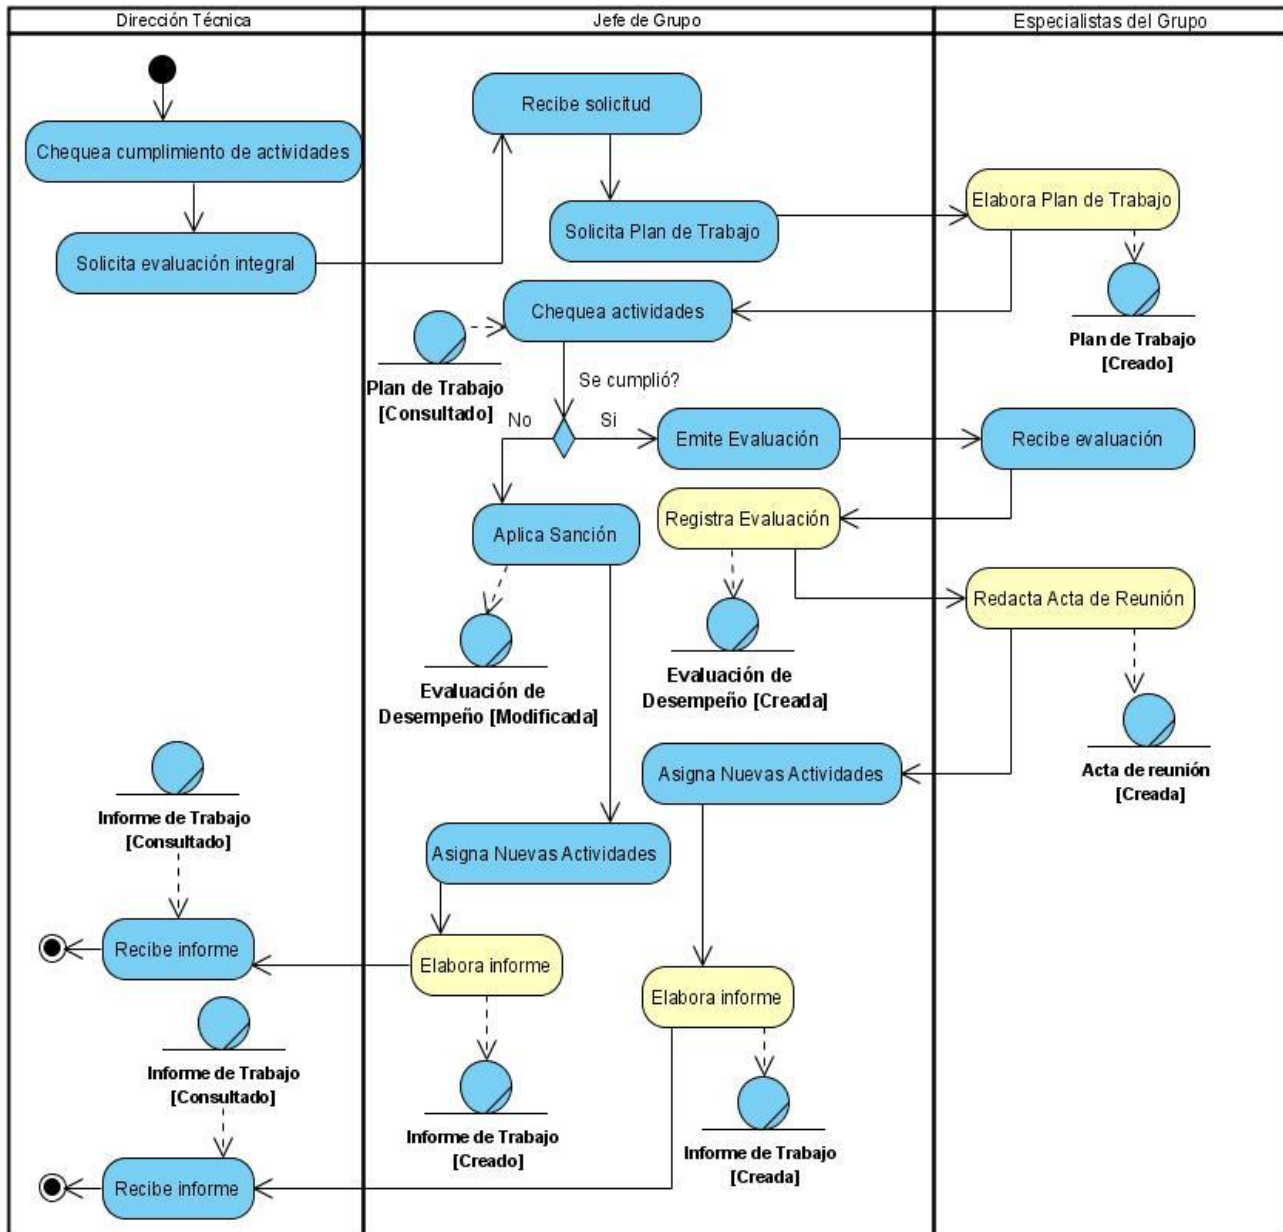 Dirección Técnica
Jefe de Grupo
Especialistas del Grupo
Chequea cumplimiento de actividades
Solicita evaluación integral
Recibe solicitud
Solicita Plan de Trabajo
Elabora Plan de Trabajo
Plan de Trabajo
[Creado]
Chequea actividades
Plan de Trabajo
[Consultado]
Se cumplió?
No
Si
Emite Evaluación
Recibe evaluación
Aplica Sanción
Registra Evaluación
Redacta Acta de Reunión
Evaluación de
Desempeño [Modificada]
Evaluación de
Desempeño [Creada]
Acta de reunión
[Creada]
Asigna Nuevas Actividades
Asigna Nuevas Actividades
Informe de Trabajo
[Consultado]
Recibe informe
Elabora informe
Elabora informe
Informe de Trabajo
[Consultado]
Informe de Trabajo
[Creado]
Informe de Trabajo
[Creada]
Recibe informe